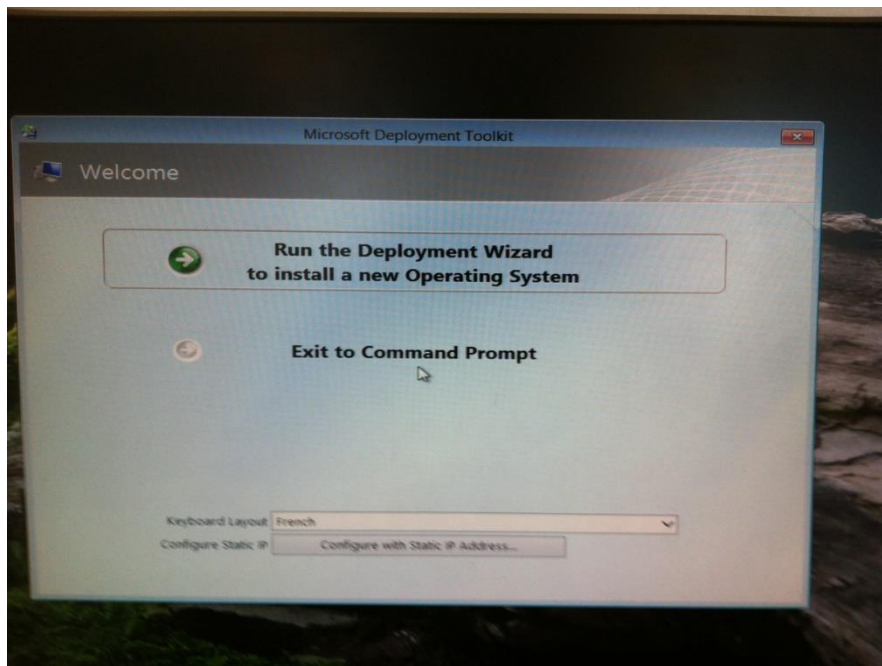 Microsoft Deployment Toolkit
Welcome
Run the Deployment Wizard
to install a new Operating System
Exit to Command Prompt
Keyboard Layout French
Configure Static IP Configure with Static IP Address...